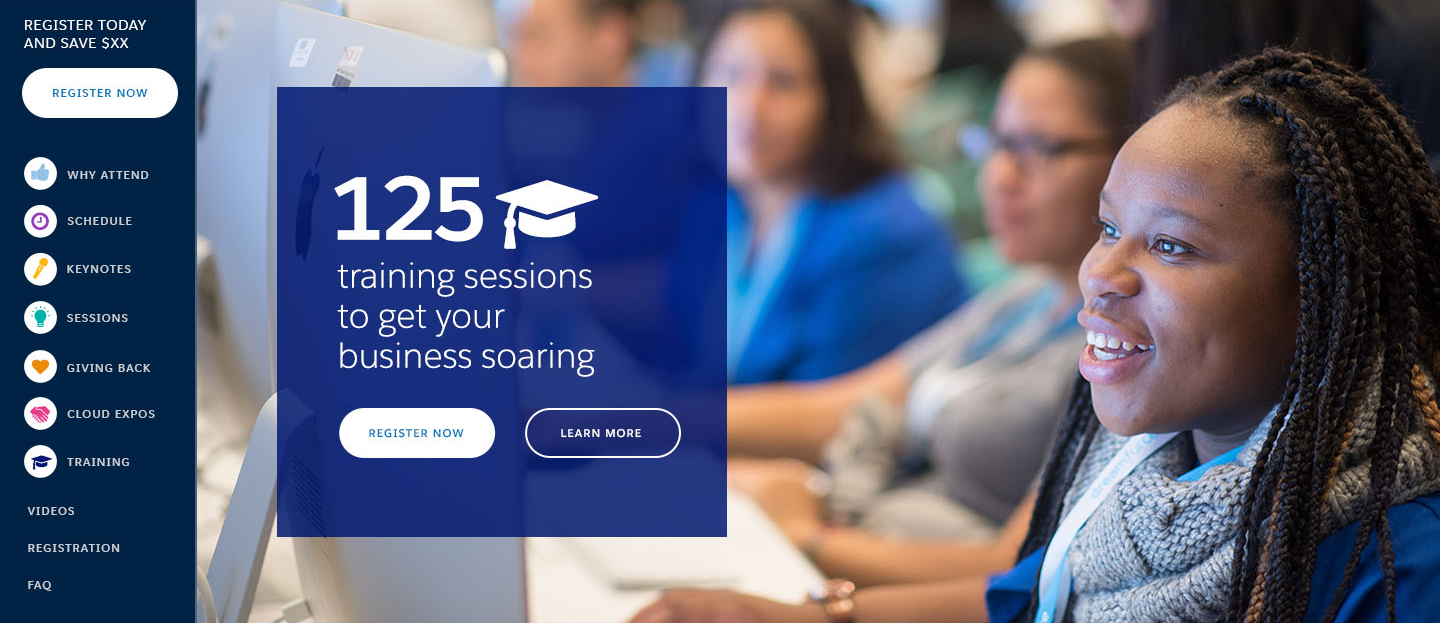 REGISTER TODAY
AND SAVE $XX
REGISTER NOW
WHY ATTEND
SCHEDULE
KEYNOTES
SESSIONS
GIVING BACK
CLOUD EXPOS
TRAINING
VIDEOS
REGISTRATION
FAQ
125
training sessions
to get your
business soaring
REGISTER NOW
LEARN MORE